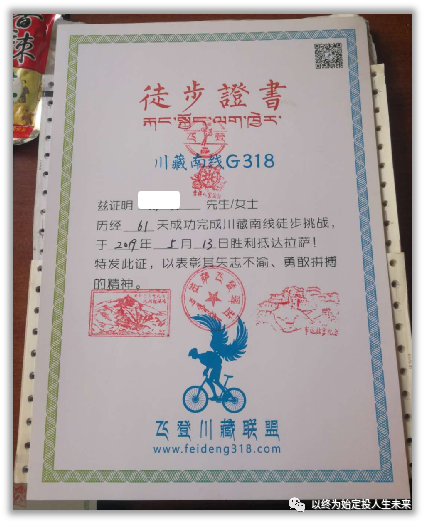 徒步證書
རྐང་སྐྱོད་ལག་ཁྱེར་
飞登
川藏南线G318
兹证明 先生/女士
历经 61 天成功完成川藏南线徒步挑战，
于 2019 年 5 月 13 日胜利抵达拉萨！
特发此证，以表彰其矢志不渝、勇敢拼搏
的精神。
飞登川藏联盟
www.feideng318.com
以终为始定投人生未来